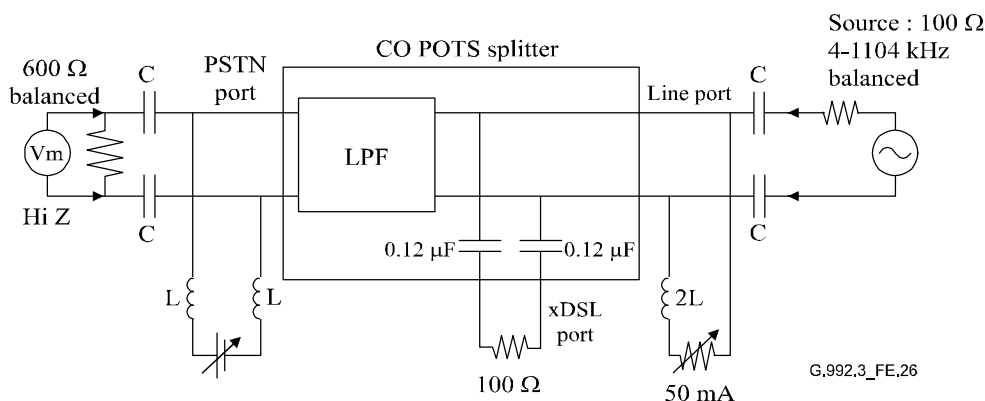 Source : 100 Ω
4-1104 kHz
balanced
CO POTS splitter
600 Ω
balanced
C
PSTN
port
Line port
C
Vm
LPF
Hi Z
C
C
0.12 µF
0.12 µF
L
L
2L
xDSL
port
100 Ω
50 mA
G.992.3_FE.26